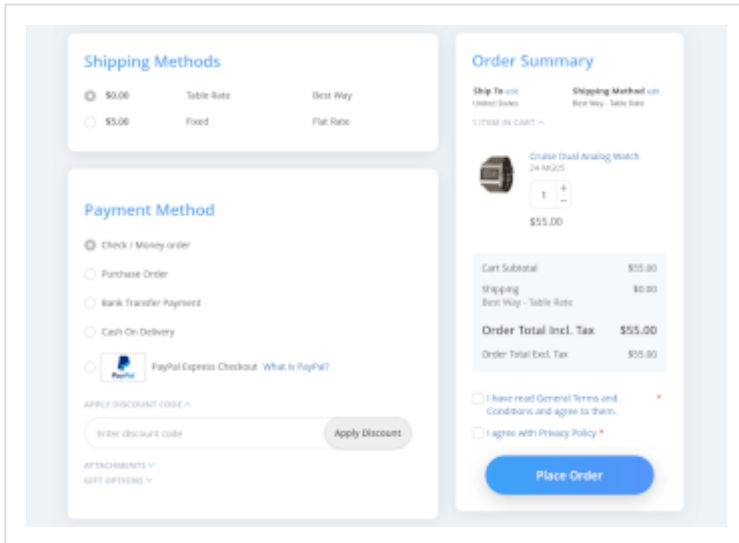 Shipping Methods
$0.00 Table Rate Best Way
$5.00 Fixed Flat Rate
Payment Method
Check / Money order
Purchase Order
Bank Transfer Payment
Cash On Delivery
PayPal PayPal Express Checkout What is PayPal?
APPLY DISCOUNT CODE
Enter discount code Apply Discount
ATTACHMENTS
GIFT OPTIONS
Order Summary
Ship To edit Shipping Method edit
United States Best Way - Table Rate
1 ITEM IN CART
Cruise Dual Analog Watch
24-MG05
1 + −
$55.00
Cart Subtotal $55.00
Shipping $0.00
Best Way - Table Rate
Order Total Incl. Tax $55.00
Order Total Excl. Tax $55.00
I have read General Terms and *
Conditions and agree to them.
I agree with Privacy Policy *
Place Order